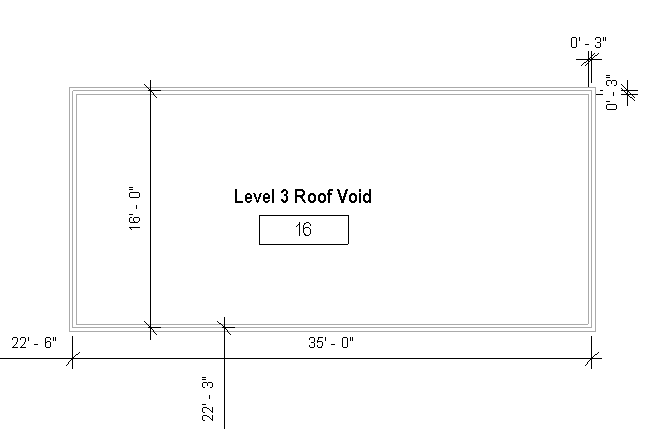 0' - 3"
0' - 3"
Level 3 Roof Void
16' - 0"
16
22' - 6"
35' - 0"
22' - 3"